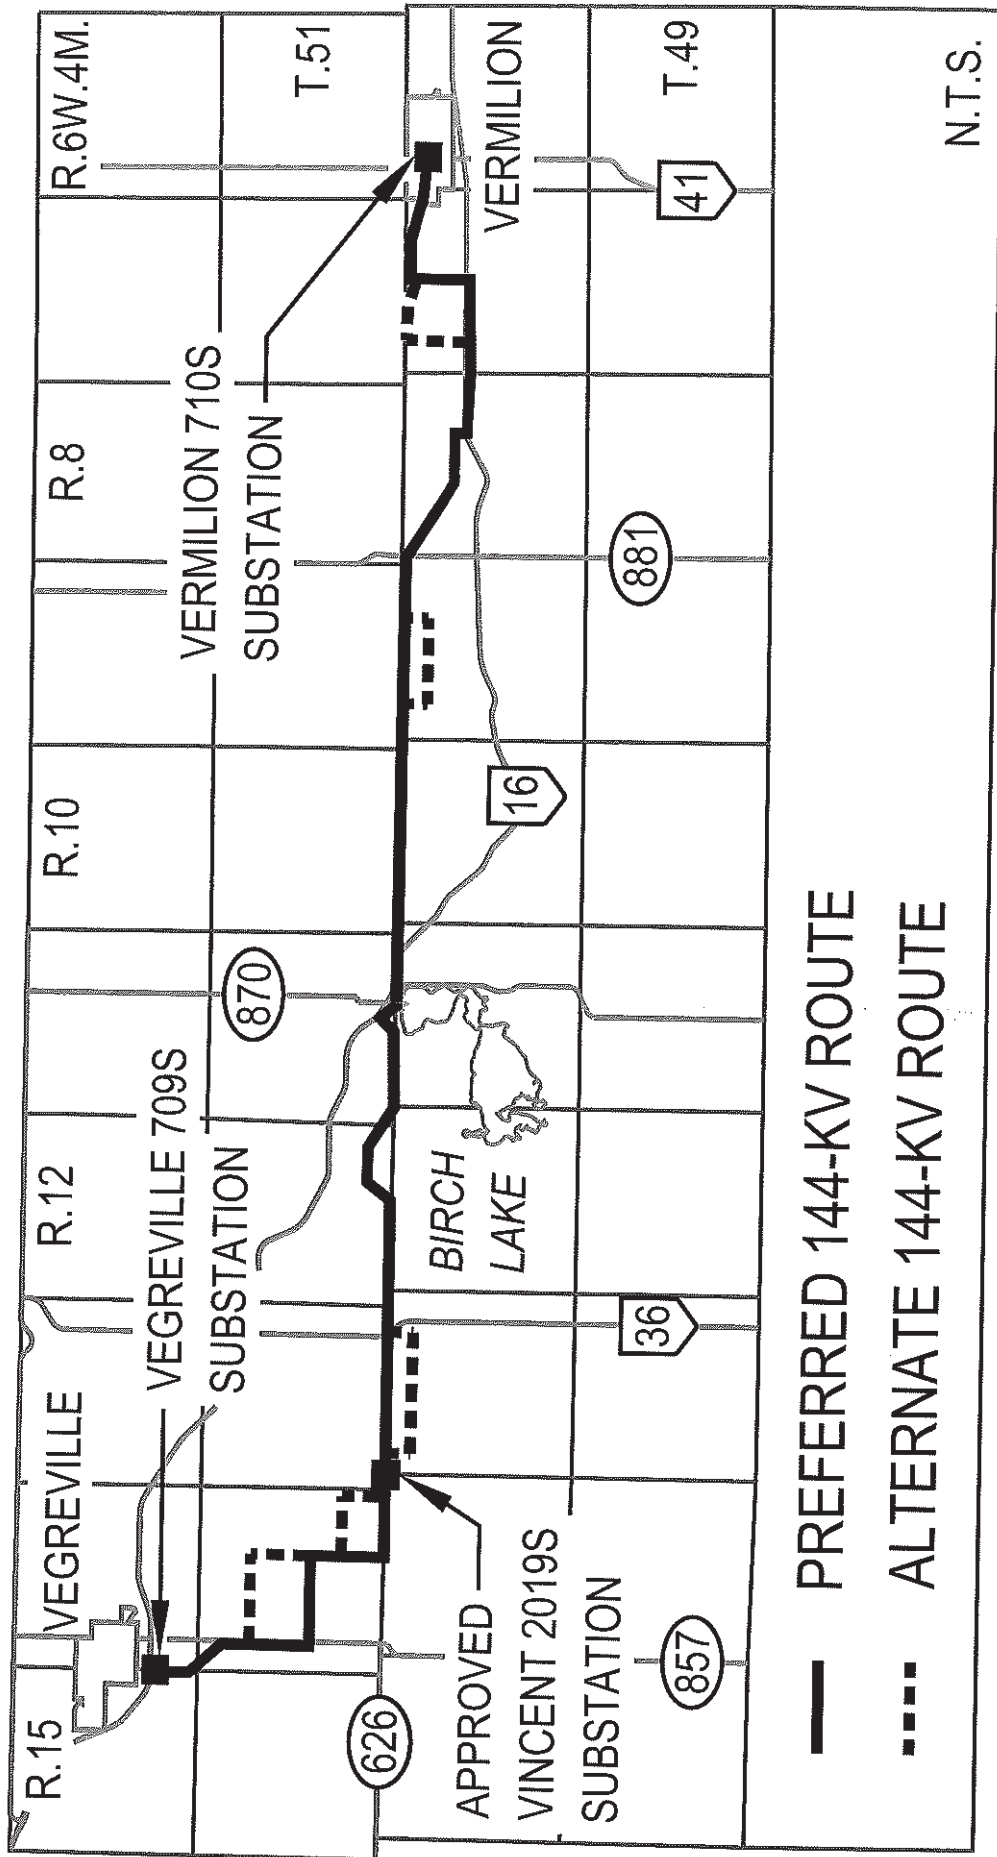 R.15
VEGREVILLE
R.12
R.10
R.8
R.6W.4M.
T.51
VEGREVILLE 709S
SUBSTATION
870
VERMILION 710S
SUBSTATION
626
APPROVED
VINCENT 2019S
SUBSTATION
857
36
BIRCH
LAKE
16
881
VERMILION
41
T.49
PREFERRED 144-KV ROUTE
ALTERNATE 144-KV ROUTE
N.T.S.